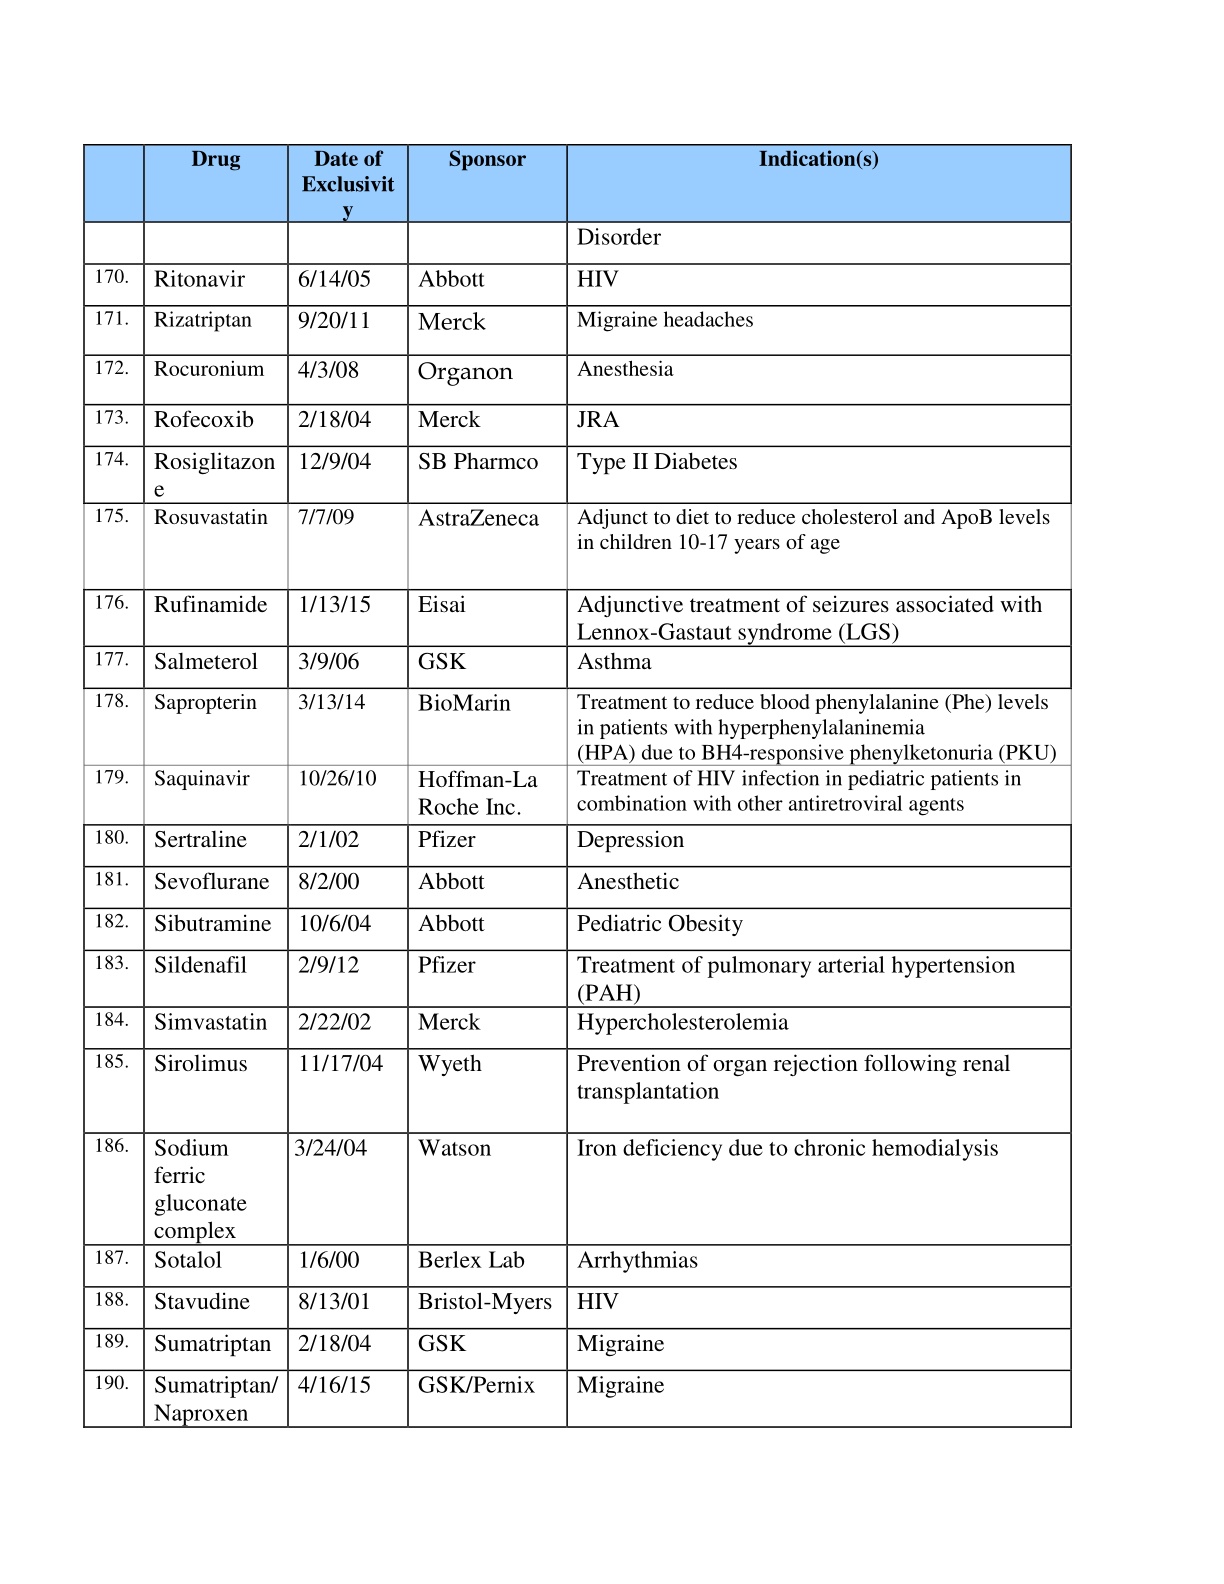 Drug Date of Exclusivit y Sponsor Indication(s)
Disorder
170. Ritonavir 6/14/05 Abbott HIV
171. Rizatriptan 9/20/11 Merck Migraine headaches
172. Rocuronium 4/3/08 Organon Anesthesia
173. Rofecoxib 2/18/04 Merck JRA
174. Rosiglitazon 12/9/04 SB Pharmco Type II Diabetes
e
175. Rosuvastatin 7/7/09 AstraZeneca Adjunct to diet to reduce cholesterol and ApoB levels
in children 10-17 years of age
176. Rufinamide 1/13/15 Eisai Adjunctive treatment of seizures associated with
Lennox-Gastaut syndrome (LGS)
177. Salmeterol 3/9/06 GSK Asthma
178. Sapropterin 3/13/14 BioMarin Treatment to reduce blood phenylalanine (Phe) levels
in patients with hyperphenylalaninemia
(HPA) due to BH4-responsive phenylketonuria (PKU)
179. Saquinavir 10/26/10 Hoffman-La Treatment of HIV infection in pediatric patients in
Roche Inc. combination with other antiretroviral agents
180. Sertraline 2/1/02 Pfizer Depression
181. Sevoflurane 8/2/00 Abbott Anesthetic
182. Sibutramine 10/6/04 Abbott Pediatric Obesity
183. Sildenafil 2/9/12 Pfizer Treatment of pulmonary arterial hypertension
(PAH)
184. Simvastatin 2/22/02 Merck Hypercholesterolemia
185. Sirolimus 11/17/04 Wyeth Prevention of organ rejection following renal
transplantation
186. Sodium 3/24/04 Watson Iron deficiency due to chronic hemodialysis
ferric
gluconate
complex
187. Sotalol 1/6/00 Berlex Lab Arrhythmias
188. Stavudine 8/13/01 Bristol-Myers HIV
189. Sumatriptan 2/18/04 GSK Migraine
190. Sumatriptan/ 4/16/15 GSK/Pernix Migraine
Naproxen